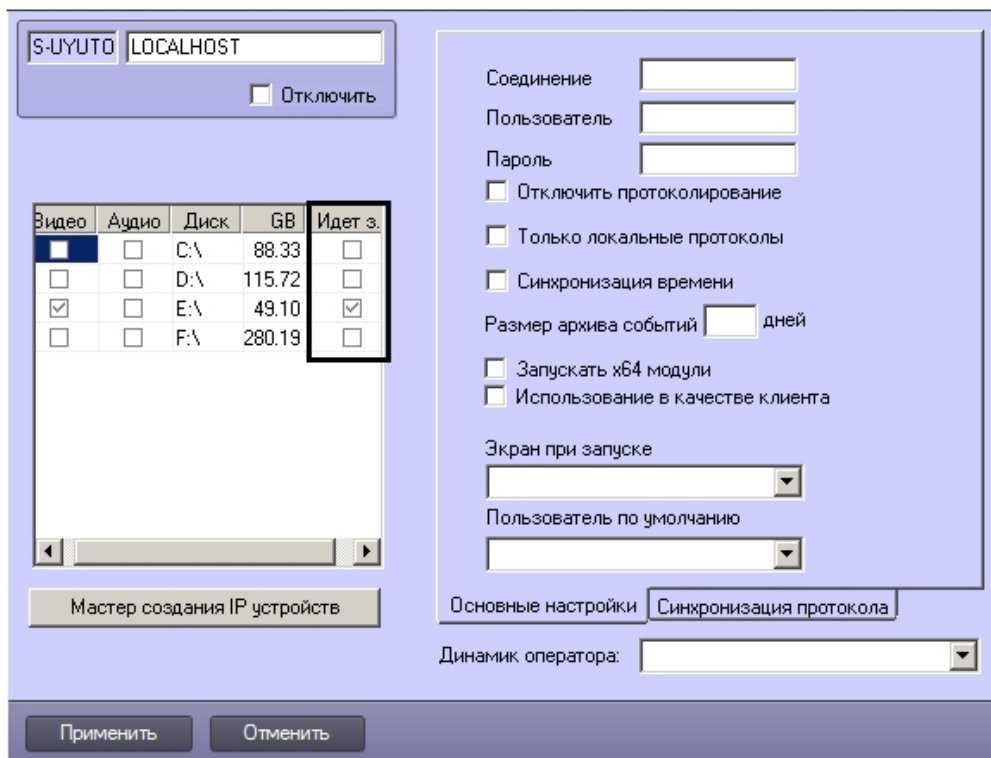 S-UYUTO LOCALHOST
Отключить
Видео Аудио Диск GB Идет з.
C:\ 88.33
D:\ 115.72
E:\ 49.10
F:\ 280.19
Мастер создания IP устройств
Соединение
Пользователь
Пароль
Отключить протоколирование
Только локальные протоколы
Синхронизация времени
Размер архива событий дней
Запускать x64 модули
Использование в качестве клиента
Экран при запуске
Пользователь по умолчанию
Основные настройки Синхронизация протокола
Динамик оператора:
Применить Отменить